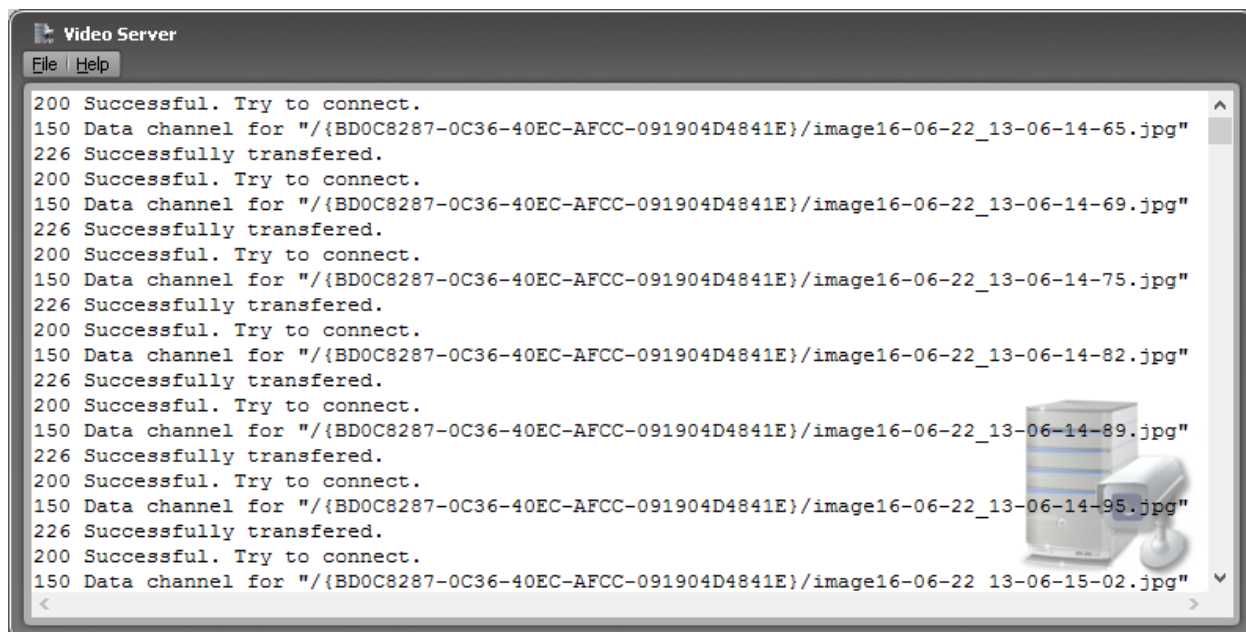 Video Server
File Help
200 Successful. Try to connect.
150 Data channel for "/{BD0C8287-0C36-40EC-AFCC-091904D4841E}/image16-06-22_13-06-14-65.jpg"
226 Successfully transfered.
200 Successful. Try to connect.
150 Data channel for "/{BD0C8287-0C36-40EC-AFCC-091904D4841E}/image16-06-22_13-06-14-69.jpg"
226 Successfully transfered.
200 Successful. Try to connect.
150 Data channel for "/{BD0C8287-0C36-40EC-AFCC-091904D4841E}/image16-06-22_13-06-14-75.jpg"
226 Successfully transfered.
200 Successful. Try to connect.
150 Data channel for "/{BD0C8287-0C36-40EC-AFCC-091904D4841E}/image16-06-22_13-06-14-82.jpg"
226 Successfully transfered.
200 Successful. Try to connect.
150 Data channel for "/{BD0C8287-0C36-40EC-AFCC-091904D4841E}/image16-06-22_13-06-14-89.jpg"
226 Successfully transfered.
200 Successful. Try to connect.
150 Data channel for "/{BD0C8287-0C36-40EC-AFCC-091904D4841E}/image16-06-22_13-06-14-95.jpg"
226 Successfully transfered.
200 Successful. Try to connect.
150 Data channel for "/{BD0C8287-0C36-40EC-AFCC-091904D4841E}/image16-06-22 13-06-15-02.jpg"